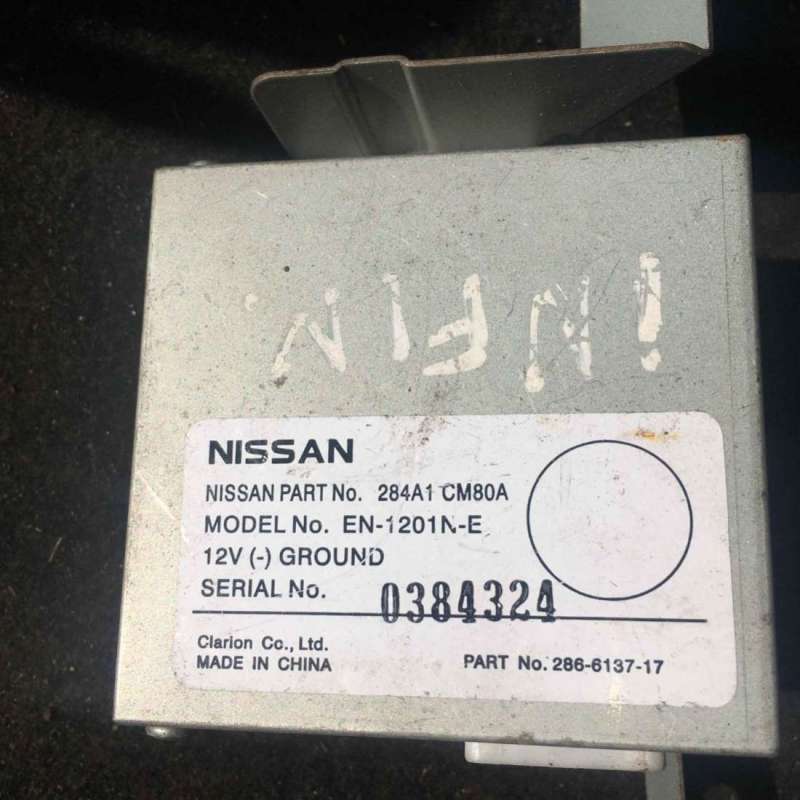 INFIN
NISSAN
NISSAN PART No. 284A1 CM80A
MODEL No. EN-1201N-E
12V (-) GROUND
SERIAL No. 0384324
Clarion Co., Ltd.
MADE IN CHINA PART No. 286-6137-17